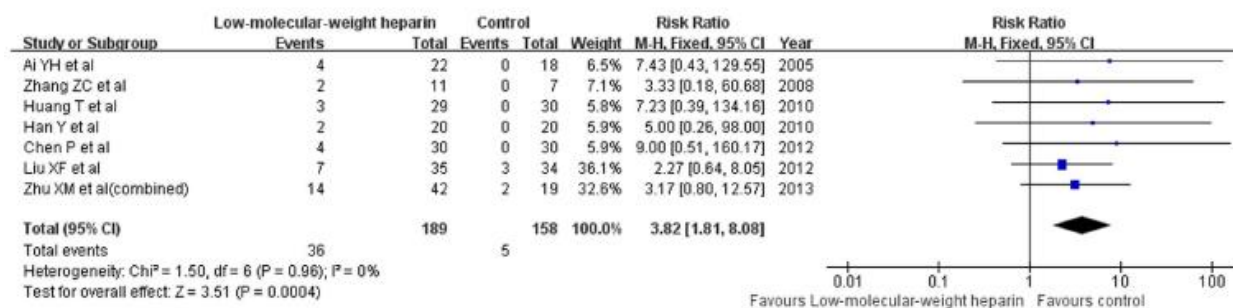 Low-molecular-weight heparin Control Risk Ratio Risk Ratio
Study or Subgroup Events Total Events Total Weight M-H, Fixed, 95% CI Year M-H, Fixed, 95% CI
Ai YH et al 4 22 0 18 6.5% 7.43 [0.43, 129.55] 2005
Zhang ZC et al 2 11 0 7 7.1% 3.33 [0.18, 60.68] 2008
Huang T et al 3 29 0 30 5.8% 7.23 [0.39, 134.16] 2010
Han Y et al 2 20 0 20 5.9% 5.00 [0.26, 98.00] 2010
Chen P et al 4 30 0 30 5.9% 9.00 [0.51, 160.17] 2012
Liu XF et al 7 35 3 34 36.1% 2.27 [0.64, 8.05] 2012
Zhu XM et al(combined) 14 42 2 19 32.6% 3.17 [0.80, 12.57] 2013
Total (95% CI) 189 158 100.0% 3.82 [1.81, 8.08]
Total events 36 5
Heterogeneity: Chi² = 1.50, df = 6 (P = 0.96); I² = 0%
Test for overall effect: Z = 3.51 (P = 0.0004)
0.01 0.1 1 10 100
Favours Low-molecular-weight heparin Favours control